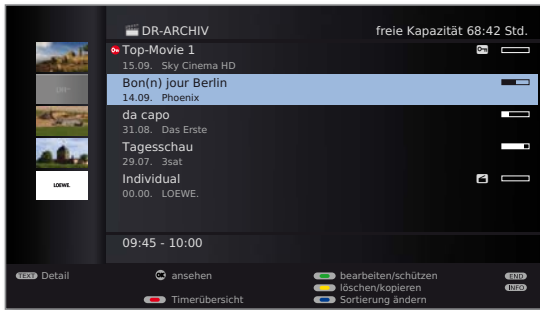 DR-ARCHIV
freie Kapazität 68:42 Std.
Top-Movie 1
15.09. Sky Cinema HD
DR+
Bon(n) jour Berlin
14.09. Phoenix
da capo
31.08. Das Erste
Tagesschau
29.07. 3sat
LOEWE.
Individual
00.00. LOEWE.
09:45 - 10:00
TEXT Detail
OK ansehen
bearbeiten/schützen
END
löschen/kopieren
INFO
Timerübersicht
Sortierung ändern